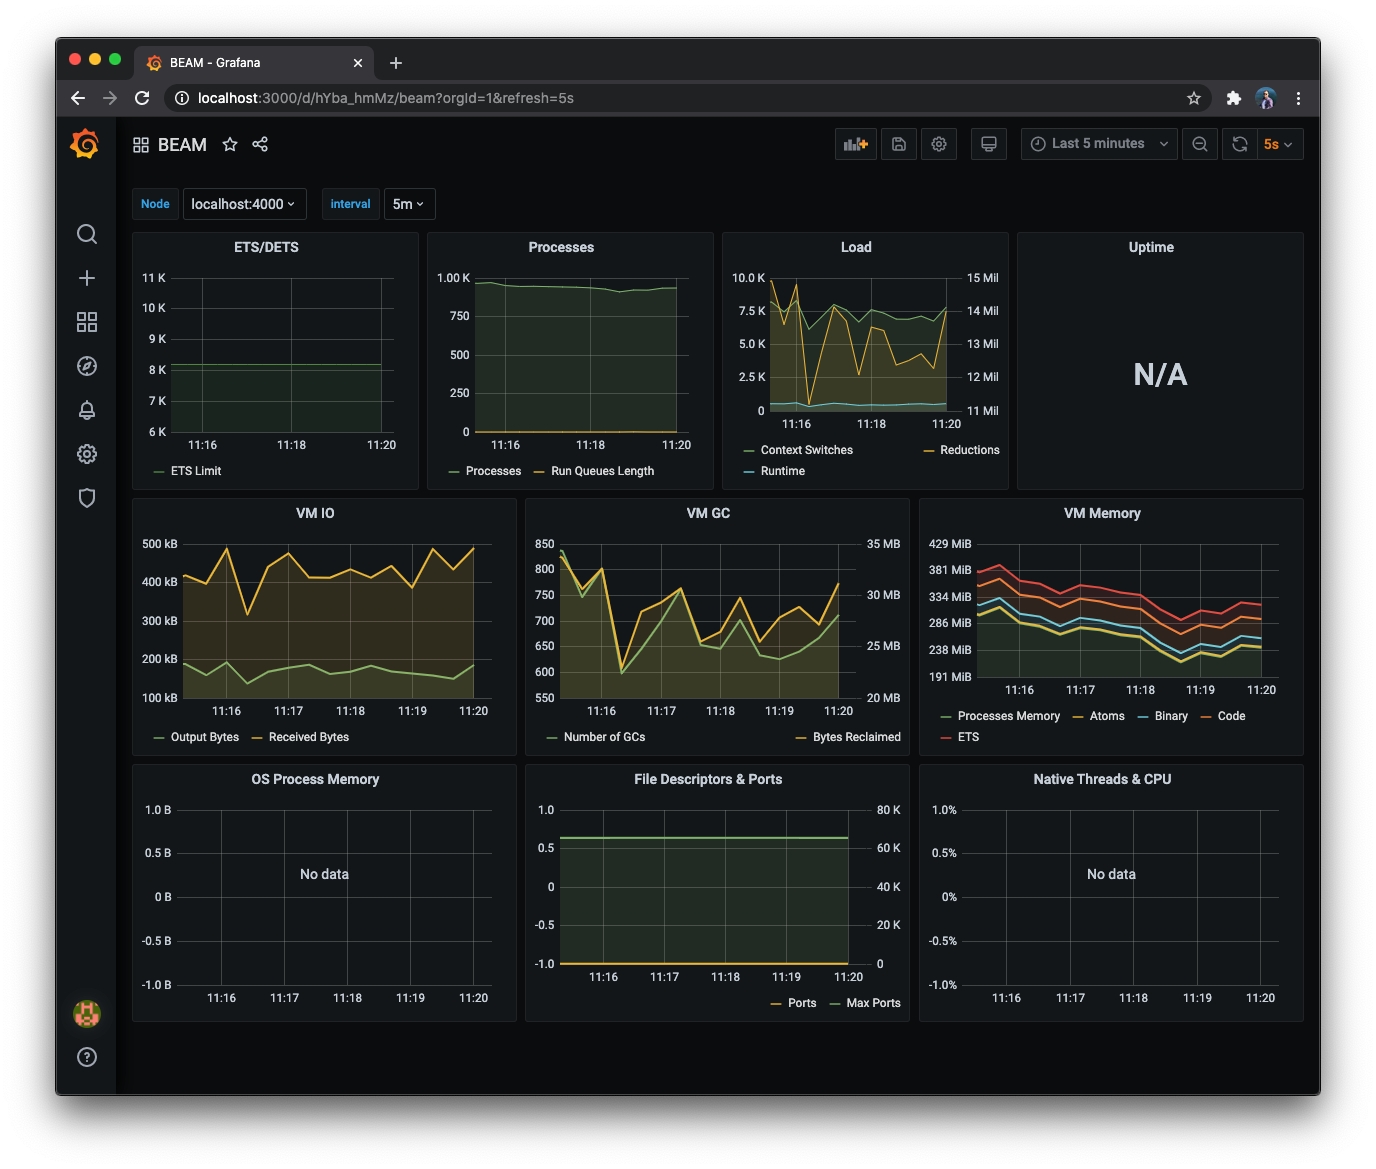 BEAM - Grafana
localhost:3000/d/hYba_hmMz/beam?orgId=1&refresh=5s
BEAM
Last 5 minutes
5s
Node localhost:4000 interval 5m
ETS/DETS
11 K
10 K
9 K
8 K
7 K
6 K
11:16 11:18 11:20
ETS Limit
Processes
1.00 K
750
500
250
0
11:16 11:18 11:20
Processes Run Queues Length
Load
10.0 K 15 Mil
7.5 K 14 Mil
5.0 K 13 Mil
2.5 K 12 Mil
0 11 Mil
11:16 11:18 11:20
Context Switches Reductions
Runtime
Uptime
N/A
VM IO
500 kB
400 kB
300 kB
200 kB
100 kB
11:16 11:17 11:18 11:19 11:20
Output Bytes Received Bytes
VM GC
850 35 MB
800
750 30 MB
700
650 25 MB
600
550 20 MB
11:16 11:17 11:18 11:19 11:20
Number of GCs Bytes Reclaimed
VM Memory
429 MiB
381 MiB
334 MiB
286 MiB
238 MiB
191 MiB
11:16 11:17 11:18 11:19 11:20
Processes Memory Atoms Binary Code
ETS
OS Process Memory
1.0 B
0.5 B
No data
0 B
-0.5 B
-1.0 B
11:16 11:17 11:18 11:19 11:20
File Descriptors & Ports
1.0 80 K
0.5 60 K
0 40 K
-0.5 20 K
-1.0 0
11:16 11:17 11:18 11:19 11:20
Ports Max Ports
Native Threads & CPU
1.0%
0.5%
No data
0%
-0.5%
-1.0%
11:16 11:17 11:18 11:19 11:20